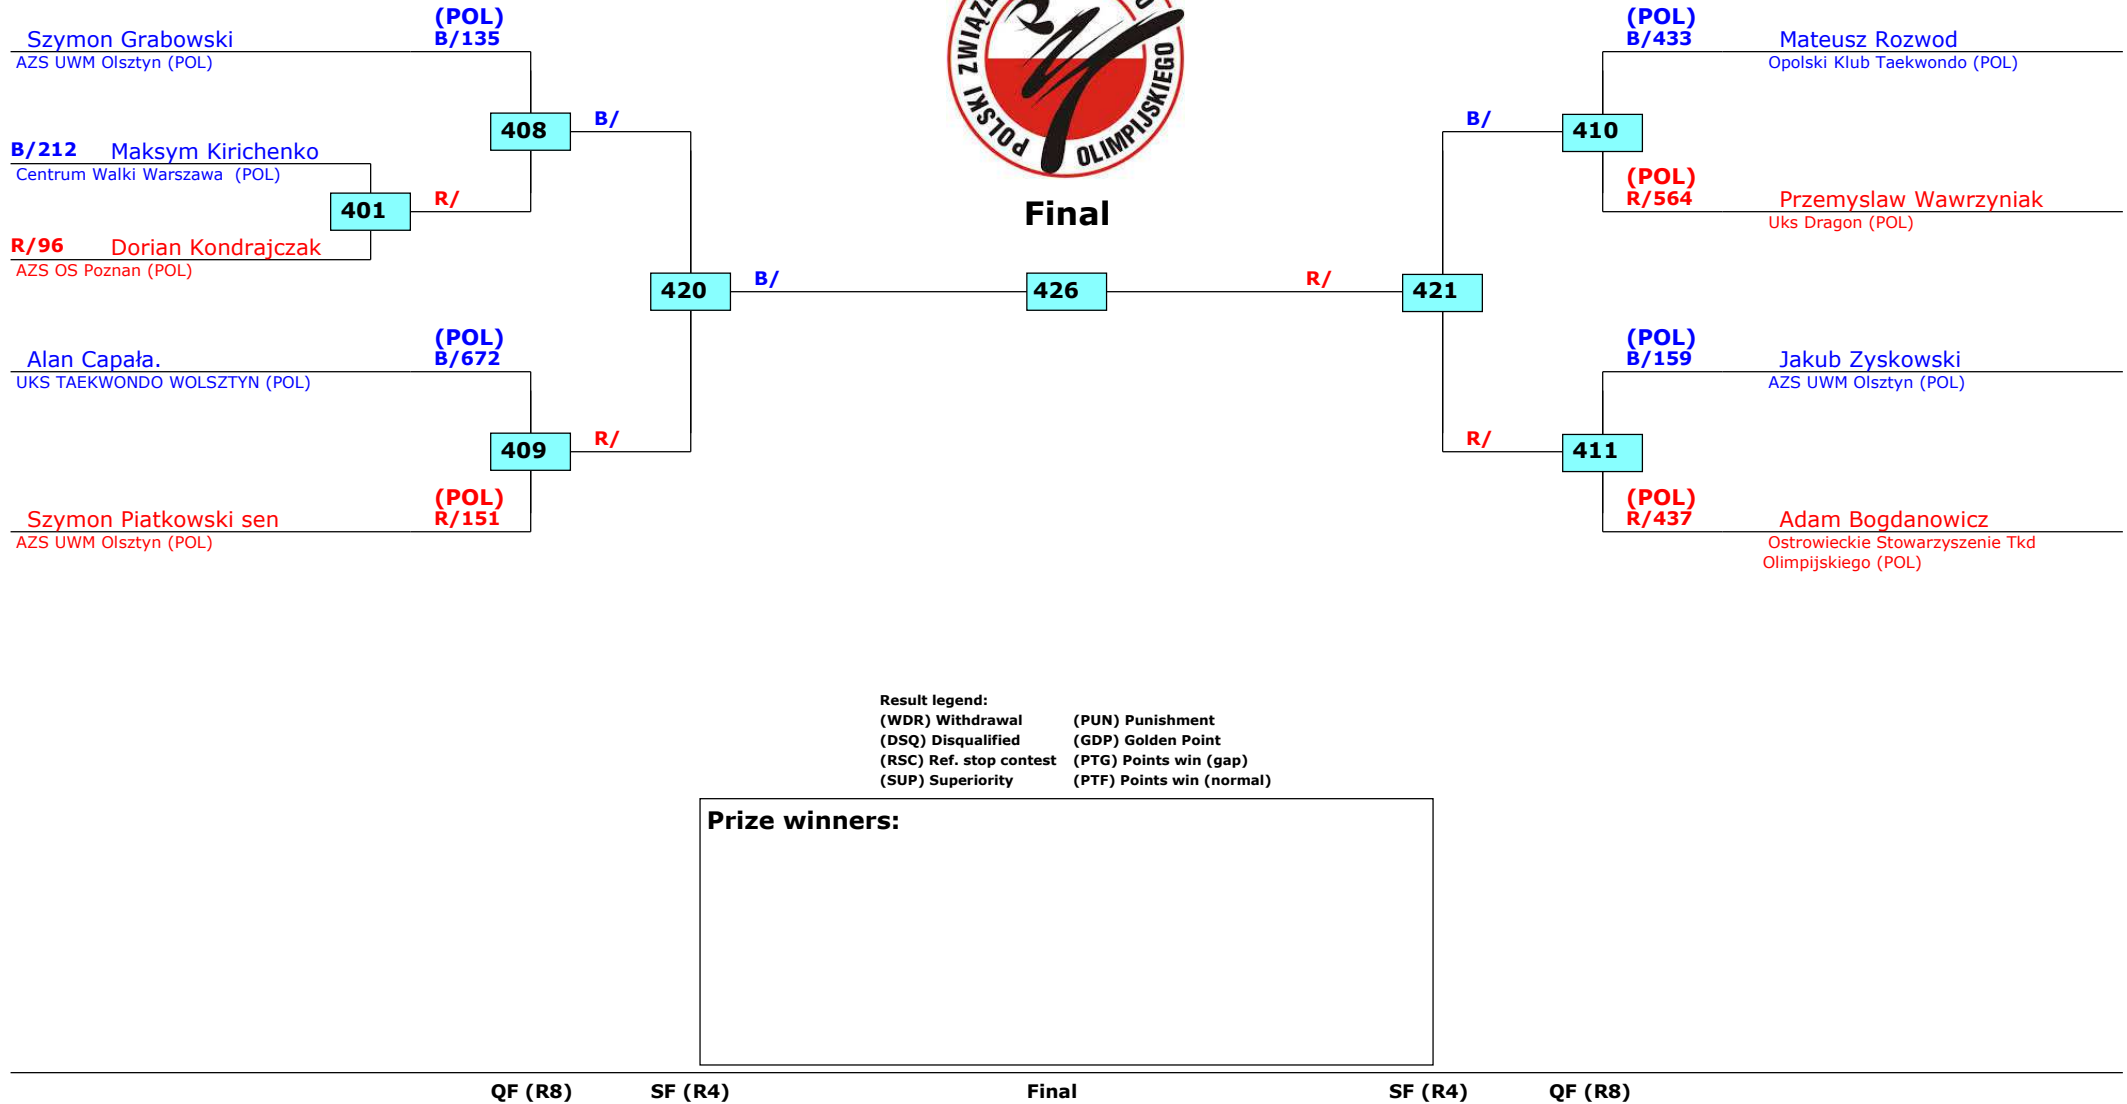 (POL)
Szymon Grabowski B/135
AZS UWM Olsztyn (POL)
408
B/
B/212 Maksym Kirichenko
Centrum Walki Warszawa (POL)
401
R/
R/96 Dorian Kondrajczak
AZS OS Poznan (POL)
420
B/
(POL)
Alan Capała. B/672
UKS TAEKWONDO WOLSZTYN (POL)
409
R/
(POL)
Szymon Piatkowski sen R/151
AZS UWM Olsztyn (POL)
POLSKI
OLIMPIJSKIEGO
Final
426
(POL)
B/433 Mateusz Rozwod
Opolski Klub Taekwondo (POL)
B/
410
(POL)
R/564 Przemyslaw Wawrzyniak
Uks Dragon (POL)
R/
421
(POL)
B/159 Jakub Zyskowski
AZS UWM Olsztyn (POL)
R/
411
(POL)
R/437 Adam Bogdanowicz
Ostrowieckie Stowarzyszenie Tkd
Olimpijskiego (POL)
Result legend:
(WDR) Withdrawal (PUN) Punishment
(DSQ) Disqualified (GDP) Golden Point
(RSC) Ref. stop contest (PTG) Points win (gap)
(SUP) Superiority (PTF) Points win (normal)
Prize winners:
QF (R8) SF (R4) Final SF (R4) QF (R8)